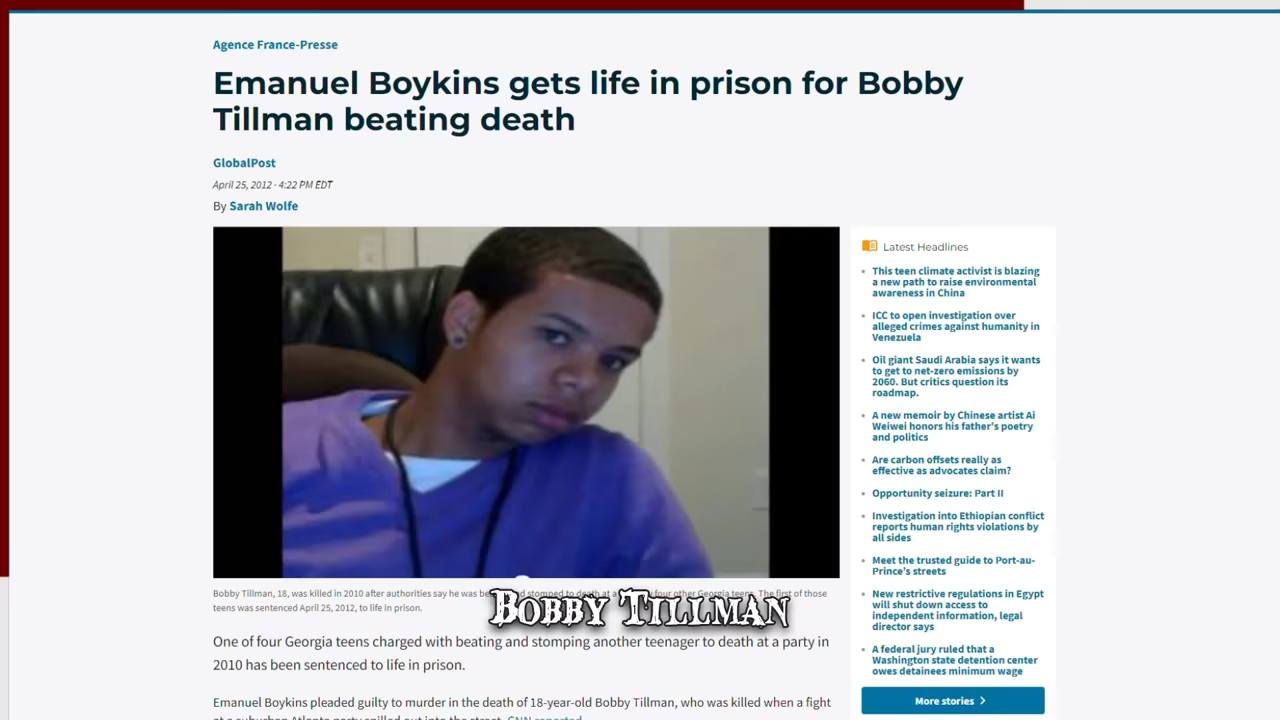 Agence France-Presse
Emanuel Boykins gets life in prison for Bobby
Tillman beating death
GlobalPost
April 25, 2012 · 4:22 PM EDT
By Sarah Wolfe
Bobby Tillman, 18, was killed in 2010 after authorities say he was stomped to death at a four other Georgia teens. The first of those
teens was sentenced April 25, 2012, to life in prison.
BOBBY TILLMAN
One of four Georgia teens charged with beating and stomping another teenager to death at a party in
2010 has been sentenced to life in prison.
Emanuel Boykins pleaded guilty to murder in the death of 18-year-old Bobby Tillman, who was killed when a fight
at a suburban Atlanta party spilled out into the street, CNN reported.
Latest Headlines
This teen climate activist is blazing
a new path to raise environmental
awareness in China
ICC to open investigation over
alleged crimes against humanity in
Venezuela
Oil giant Saudi Arabia says it wants
to get to net-zero emissions by
2060. But critics question its
roadmap.
A new memoir by Chinese artist Ai
Weiwei honors his father's poetry
and politics
Are carbon offsets really as
effective as advocates claim?
Opportunity seizure: Part II
Investigation into Ethiopian conflict
reports human rights violations by
all sides
Meet the trusted guide to Port-au-
Prince's streets
New restrictive regulations in Egypt
will shut down access to
independent information, legal
director says
A federal jury ruled that a
Washington state detention center
owes detainees minimum wage
More stories